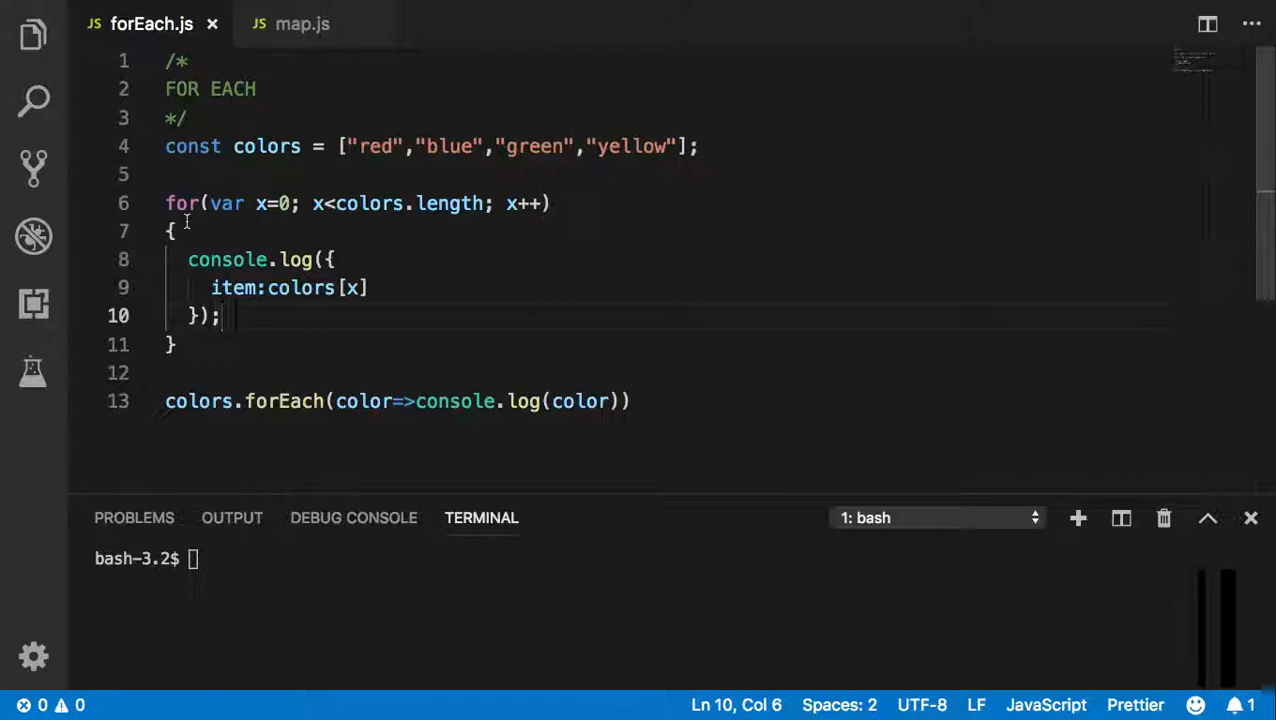 JS forEach.js × JS map.js ...
1 /*
2 FOR EACH
3 */
4 const colors = ["red","blue","green","yellow"];
5
6 for(var x=0; x<colors.length; x++)
7 {
8 console.log({
9 item:colors[x]
10 });
11 }
12
13 colors.forEach(color=>console.log(color))
PROBLEMS OUTPUT DEBUG CONSOLE TERMINAL 1: bash
bash-3.2$
0 0 Ln 10, Col 6 Spaces: 2 UTF-8 LF JavaScript Prettier 1